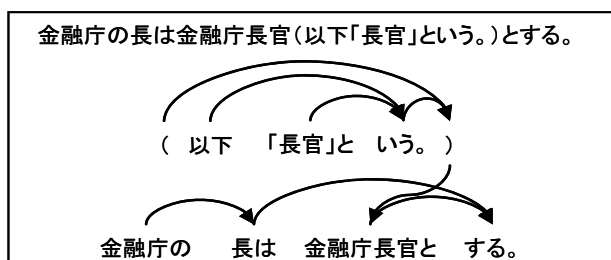 金融庁の長は金融庁長官(以下「長官」という。)とする。
( 以下 「長官」と いう。 )
金融庁の 長は 金融庁長官と する。